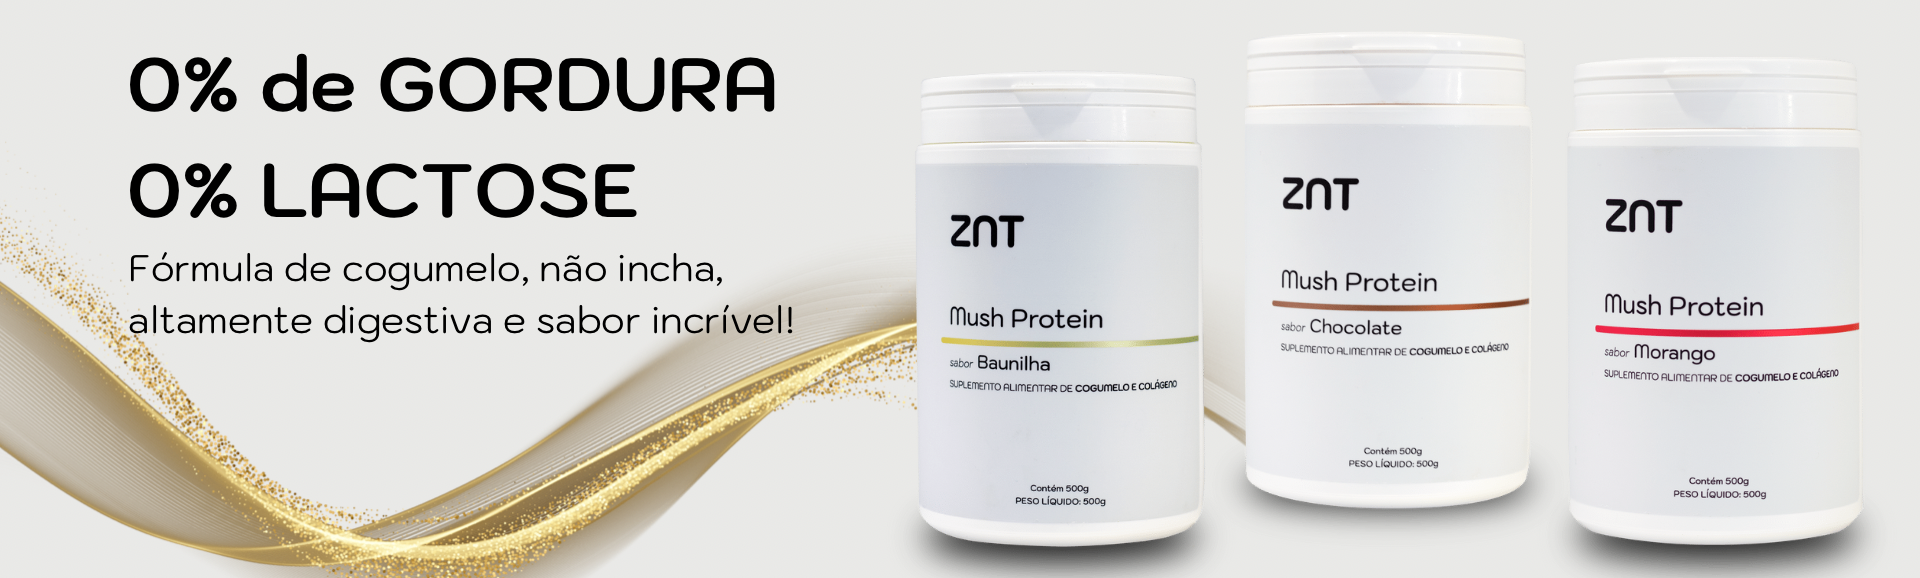 0% de GORDURA
0% LACTOSE
Fórmula de cogumelo, não incha,
altamente digestiva e sabor incrível!
ZNT
Mush Protein
sabor Baunilha
SUPLEMENTO ALIMENTAR DE COGUMELO E COLÁGENO
Contém 500g
PESO LÍQUIDO: 500g
ZNT
Mush Protein
sabor Chocolate
SUPLEMENTO ALIMENTAR DE COGUMELO E COLÁGENO
Contém 500g
PESO LÍQUIDO: 500g
ZNT
Mush Protein
sabor Morango
SUPLEMENTO ALIMENTAR DE COGUMELO E COLÁGENO
Contém 500g
PESO LÍQUIDO: 500g